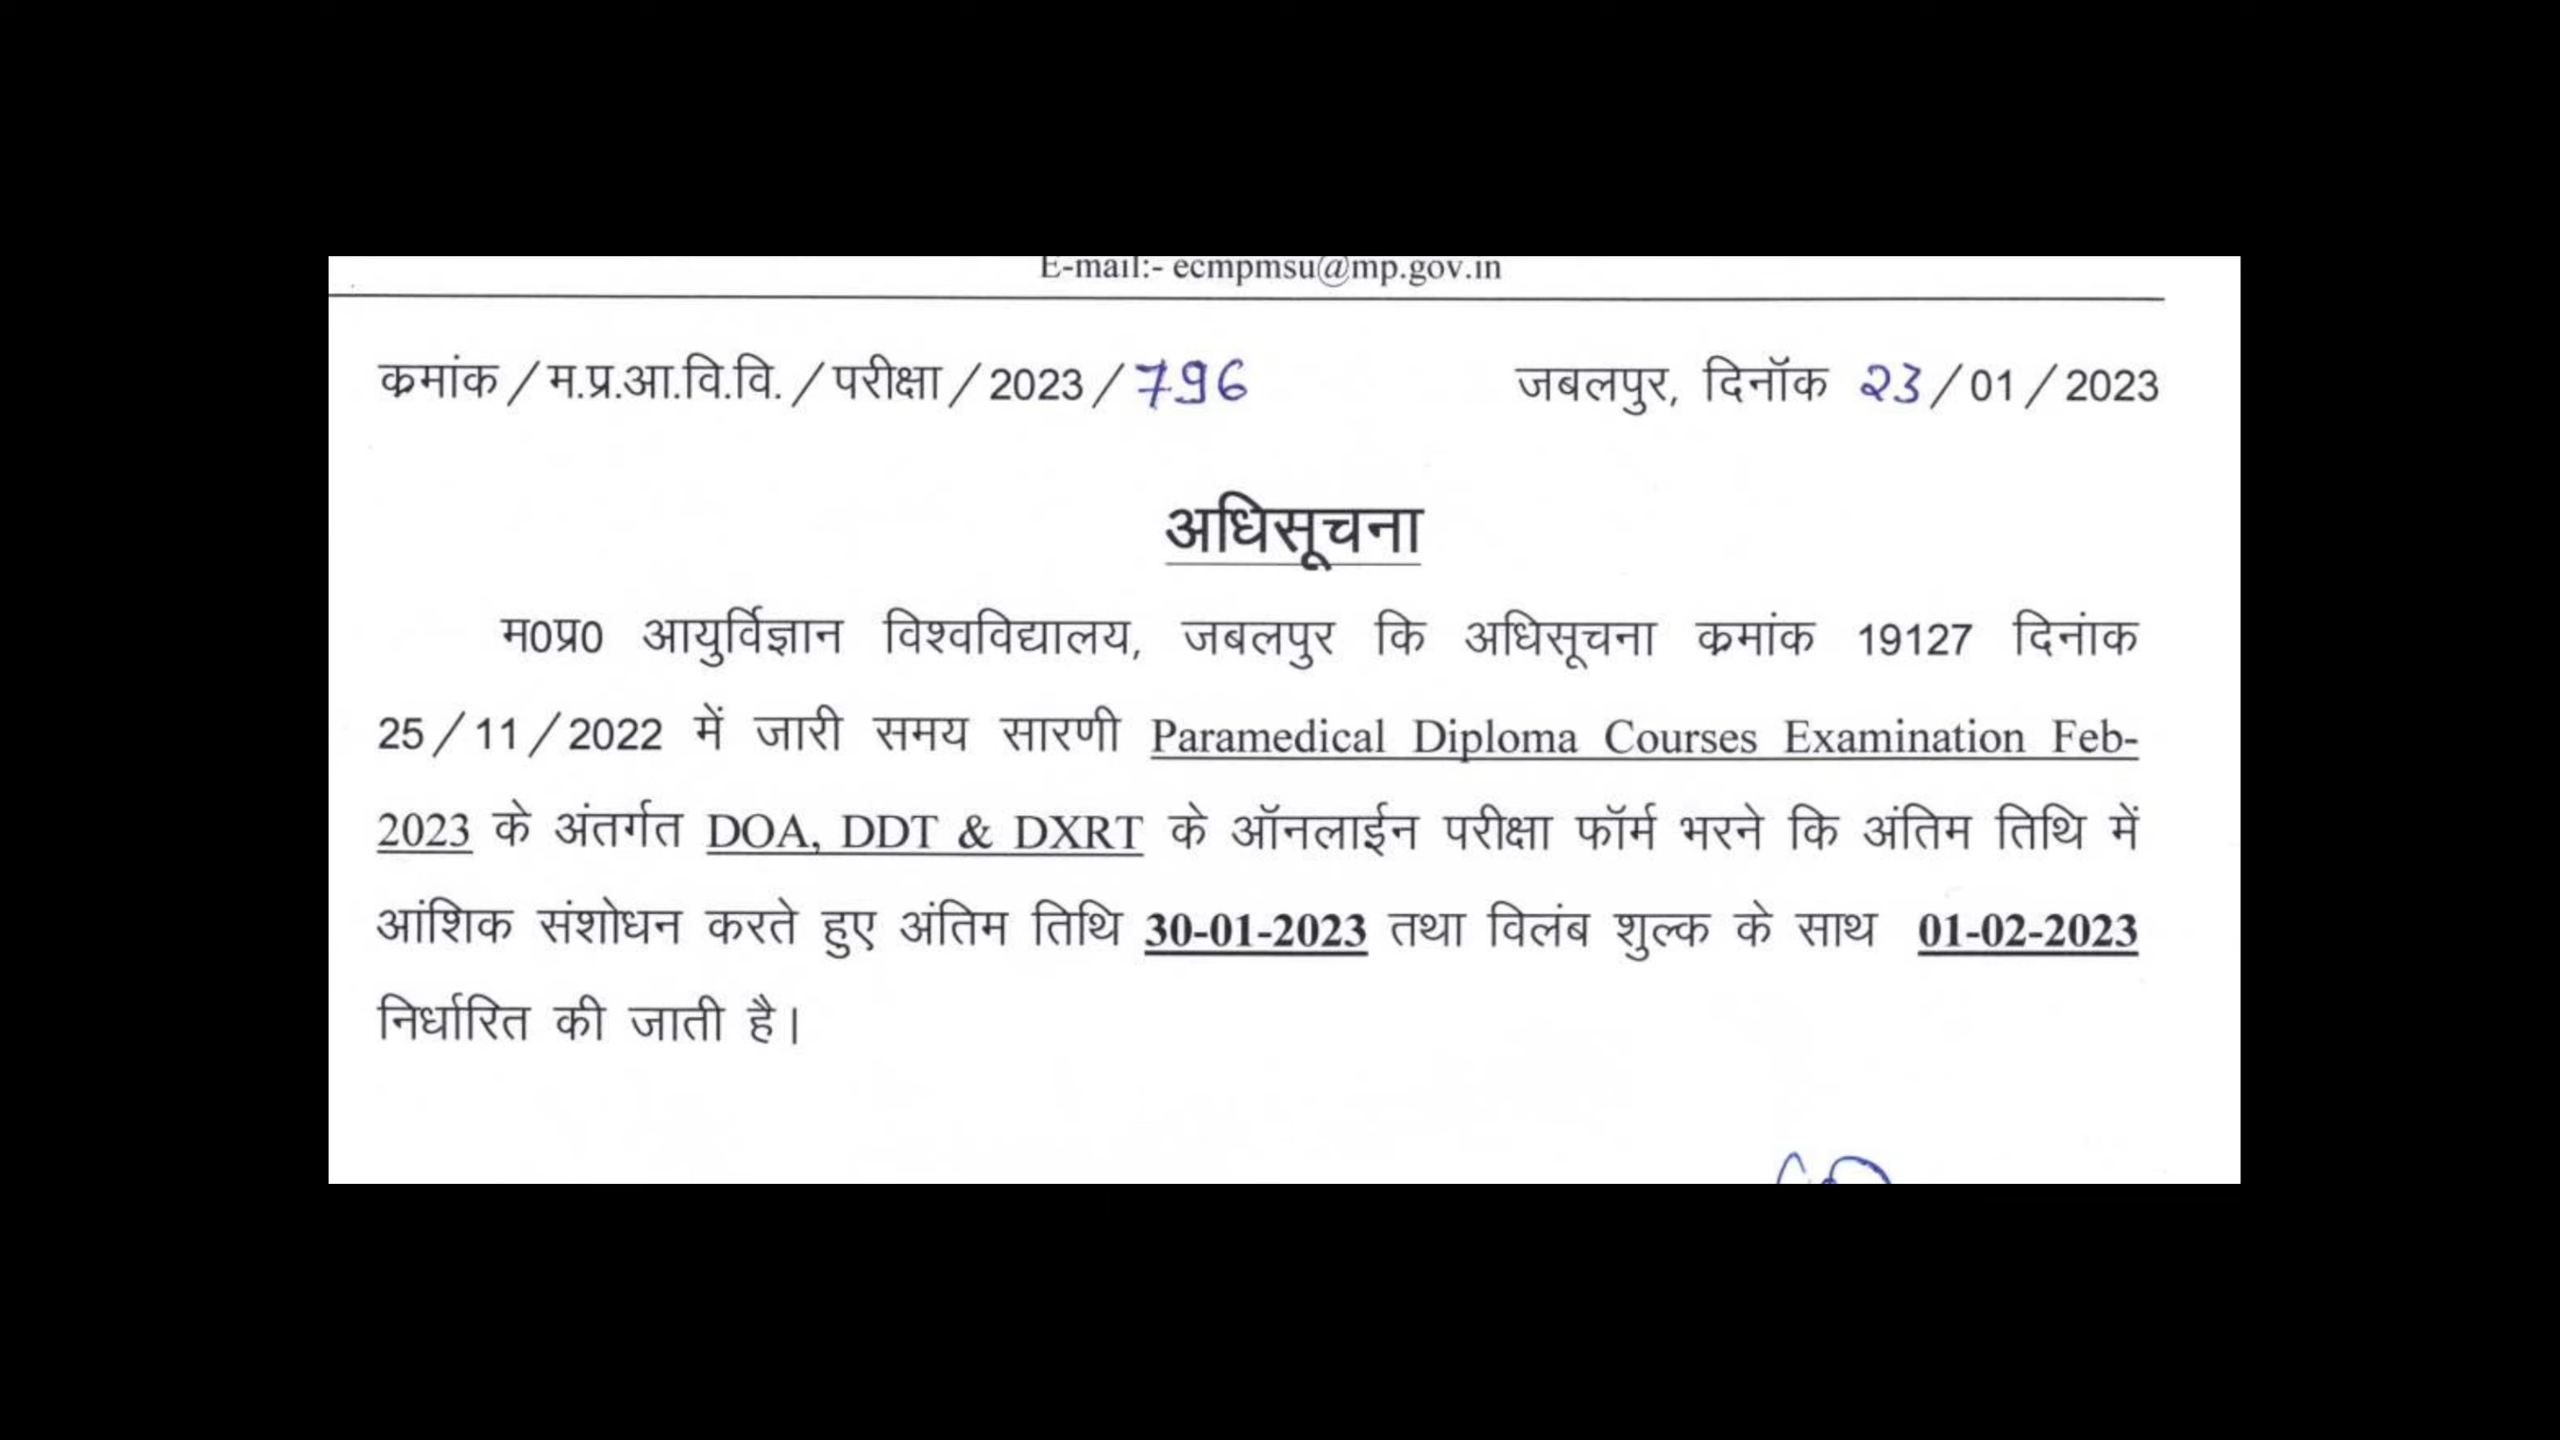 E-mail:- ecmpmsu@mp.gov.in
क्रमांक / म.प्र.आ.वि.वि. / परीक्षा / 2023 / 796 जबलपुर, दिनॉक 23 / 01 / 2023
अधिसूचना
म0प्र0 आयुर्विज्ञान विश्वविद्यालय, जबलपुर कि अधिसूचना क्रमांक 19127 दिनांक
25 / 11 / 2022 में जारी समय सारणी Paramedical Diploma Courses Examination Feb-
2023 के अंतर्गत DOA, DDT & DXRT के ऑनलाईन परीक्षा फॉर्म भरने कि अंतिम तिथि में
आंशिक संशोधन करते हुए अंतिम तिथि 30-01-2023 तथा विलंब शुल्क के साथ 01-02-2023
निर्धारित की जाती है।